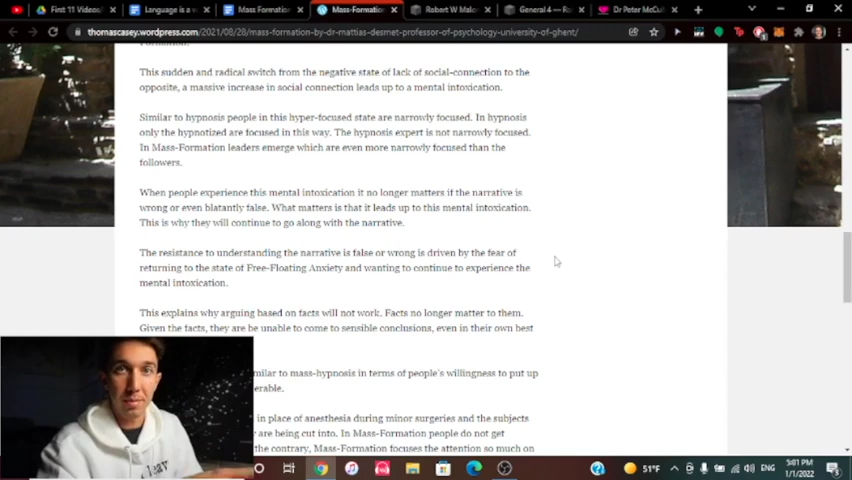 First 11 Videos
Language is a v
Mass Formation
Mass-Formation
Robert W Malo
General 4 – Ro
Dr Peter McCul
thomascasey.wordpress.com/2021/08/28/mass-formation-by-dr-mattias-desmet-professor-of-psychology-university-of-ghent/
Formation.
This sudden and radical switch from the negative state of lack of social-connection to the
opposite, a massive increase in social connection leads up to a mental intoxication.
Similar to hypnosis people in this hyper-focused state are narrowly focused. In hypnosis
only the hypnotized are focused in this way. The hypnosis expert is not narrowly focused.
In Mass-Formation leaders emerge which are even more narrowly focused than the
followers.
When people experience this mental intoxication it no longer matters if the narrative is
wrong or even blatantly false. What matters is that it leads up to this mental intoxication.
This is why they will continue to go along with the narrative.
The resistance to understanding the narrative is false or wrong is driven by the fear of
returning to the state of Free-Floating Anxiety and wanting to continue to experience the
mental intoxication.
This explains why arguing based on facts will not work. Facts no longer matter to them.
Given the facts, they are be unable to come to sensible conclusions, even in their own best
milar to mass-hypnosis in terms of people's willingness to put up
erable.
in place of anesthesia during minor surgeries and the subjects
y are being cut into. In Mass-Formation people do not get
the contrary, Mass-Formation focuses the attention so much on
51°F
ENG
5:01 PM
1/1/2022